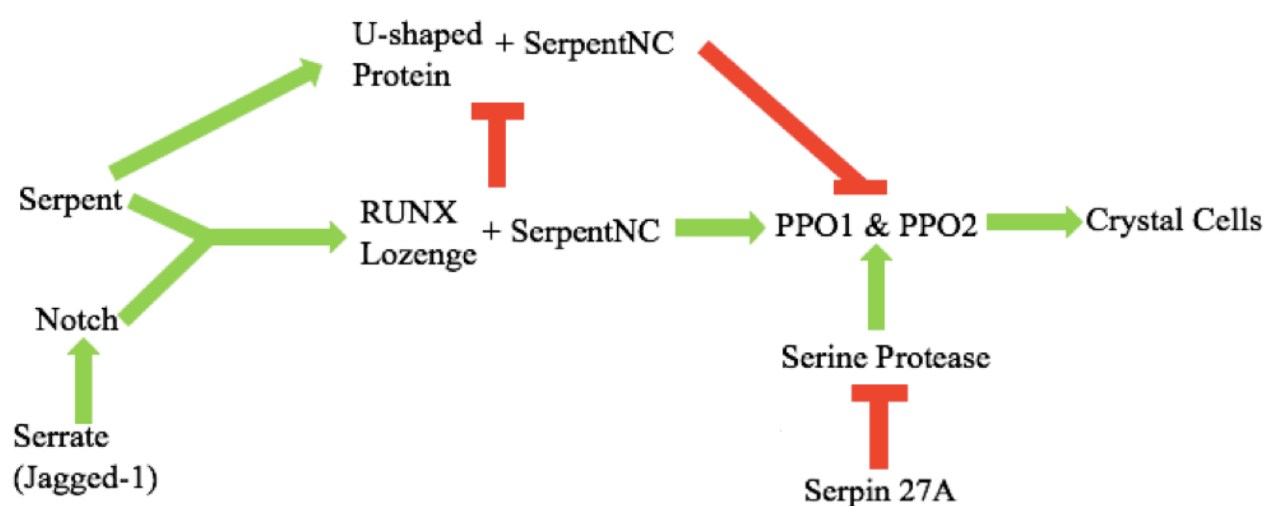 U-shaped + SerpentNC
Protein
Serpent
RUNX
Lozenge + SerpentNC
PPO1 & PPO2
Crystal Cells
Notch
Serine Protease
Serrate
(Jagged-1)
Serpin 27A